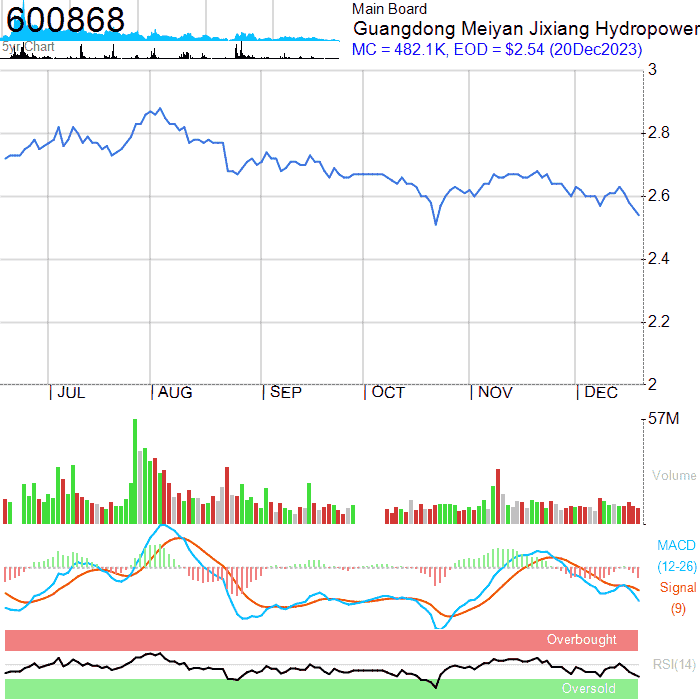 600868
5yr Chart
Main Board
Guangdong Meiyan Jixiang Hydropower
MC = 482.1K, EOD = $2.54 (20Dec2023)
3
2.8
2.6
2.4
2.2
2
JUL AUG SEP OCT NOV DEC
57M
Volume
MACD
(12-26)
Signal
(9)
Overbought
RSI(14)
Oversold